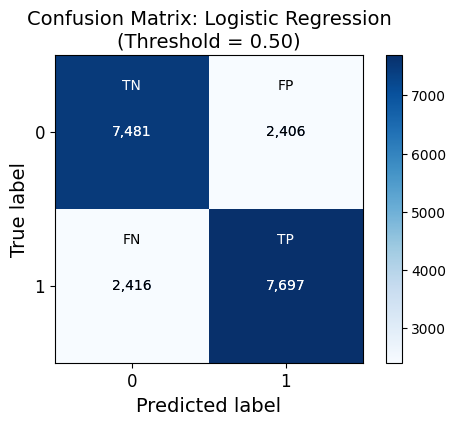 Confusion Matrix: Logistic Regression
(Threshold = 0.50)
TN
FP
7,481
2,406
FN
TP
2,416
7,697
0
1
True label
0
1
Predicted label
7000
6000
5000
4000
3000